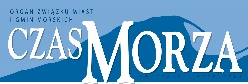 ORGAN ZWIĄZKU MIAST
I GMIN MORSKICH
CZAS MORZA